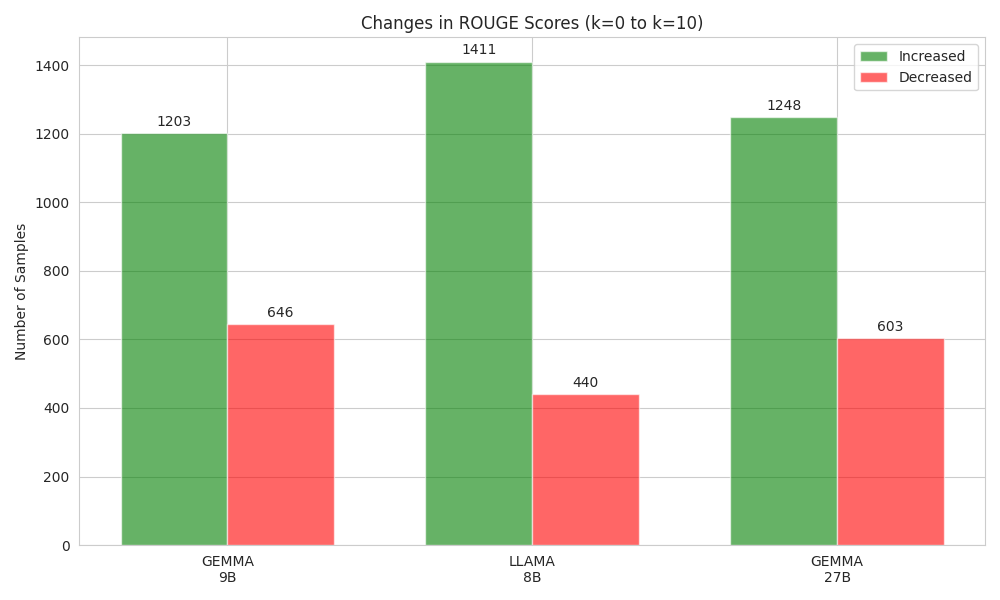 Changes in ROUGE Scores (k=0 to k=10)
Increased
Decreased
Number of Samples
1400
1200
1000
800
600
400
200
0
1203
646
1411
440
1248
603
GEMMA
9B
LLAMA
8B
GEMMA
27B